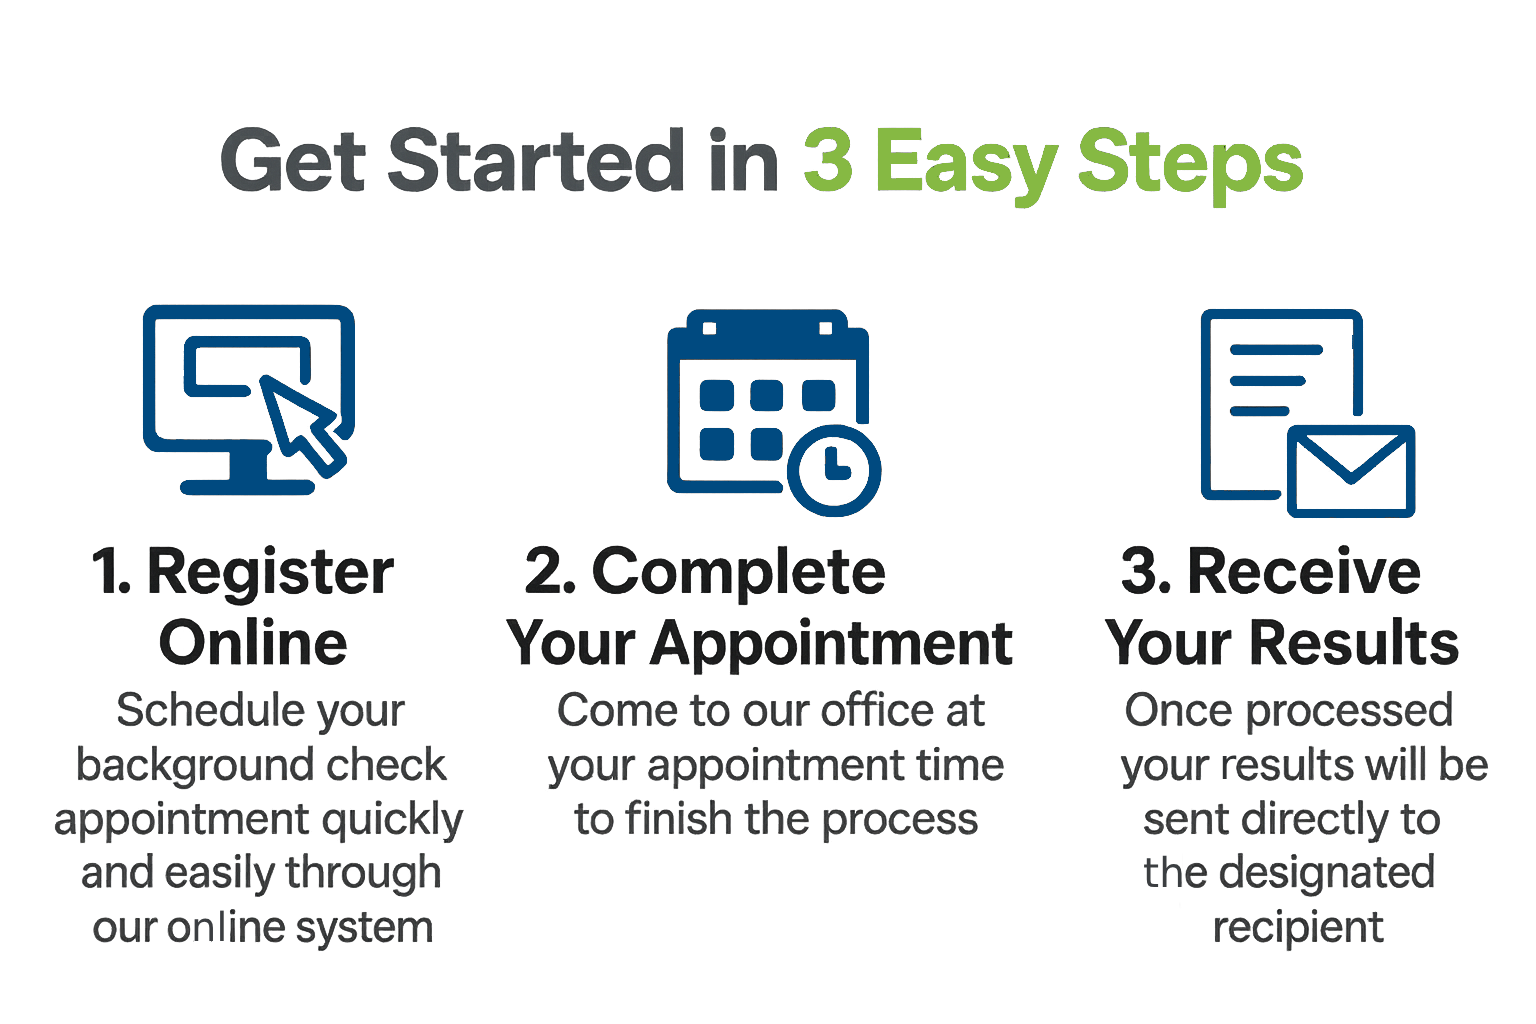 Get Started in 3 Easy Steps
1. Register
Online
Schedule your
background check
appointment quickly
and easily through
our online system
2. Complete
Your Appointment
Come to our office at
your appointment time
to finish the process
3. Receive
Your Results
Once processed
your results will be
sent directly to
the designated
recipient